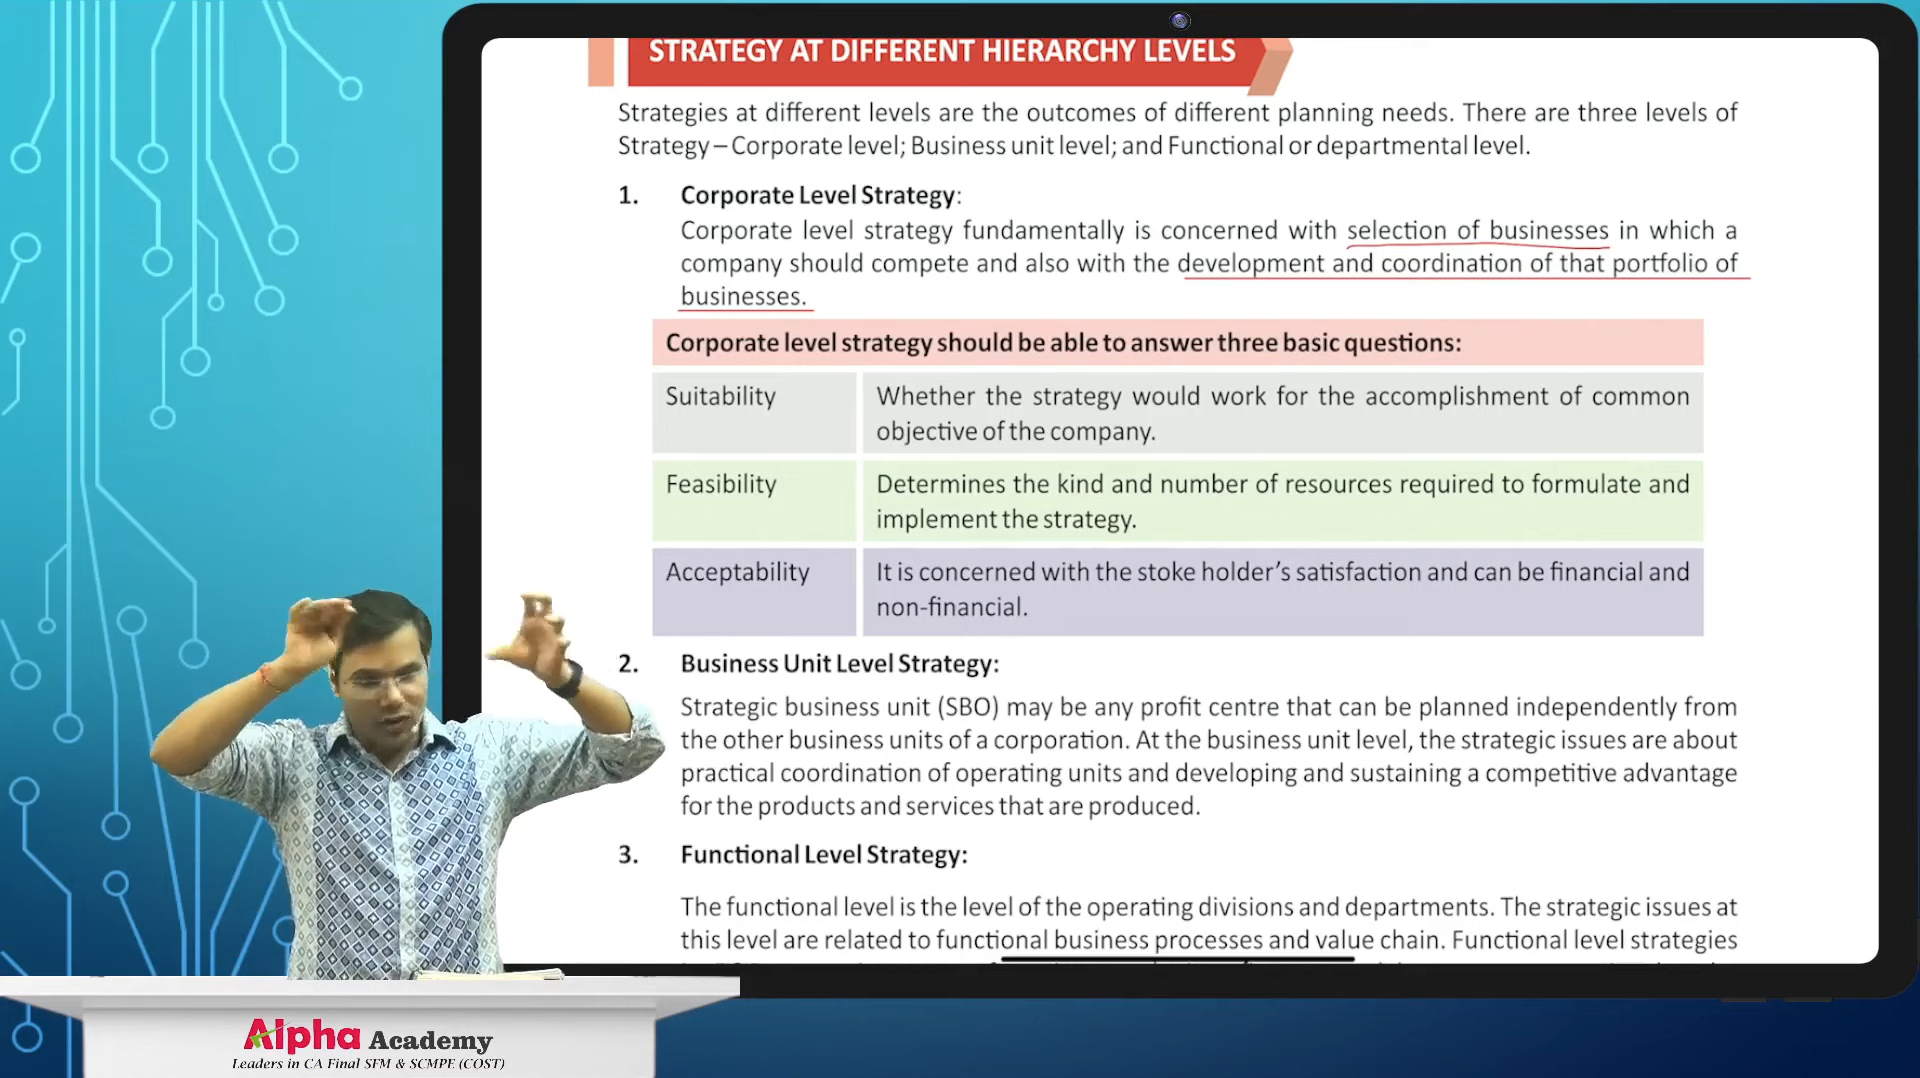 STRATEGY AT DIFFERENT HIERARCHY LEVELS
Strategies at different levels are the outcomes of different planning needs. There are three levels of
Strategy – Corporate level; Business unit level; and Functional or departmental level.
1. Corporate Level Strategy:
Corporate level strategy fundamentally is concerned with selection of businesses in which a
company should compete and also with the development and coordination of that portfolio of
businesses.
Corporate level strategy should be able to answer three basic questions:
Suitability Whether the strategy would work for the accomplishment of common
objective of the company.
Feasibility Determines the kind and number of resources required to formulate and
implement the strategy.
Acceptability It is concerned with the stoke holder's satisfaction and can be financial and
non-financial.
2. Business Unit Level Strategy:
Strategic business unit (SBO) may be any profit centre that can be planned independently from
the other business units of a corporation. At the business unit level, the strategic issues are about
practical coordination of operating units and developing and sustaining a competitive advantage
for the products and services that are produced.
3. Functional Level Strategy:
The functional level is the level of the operating divisions and departments. The strategic issues at
this level are related to functional business processes and value chain. Functional level strategies
Alpha Academy
Leaders in CA Final SFM & SCMPE (COST)